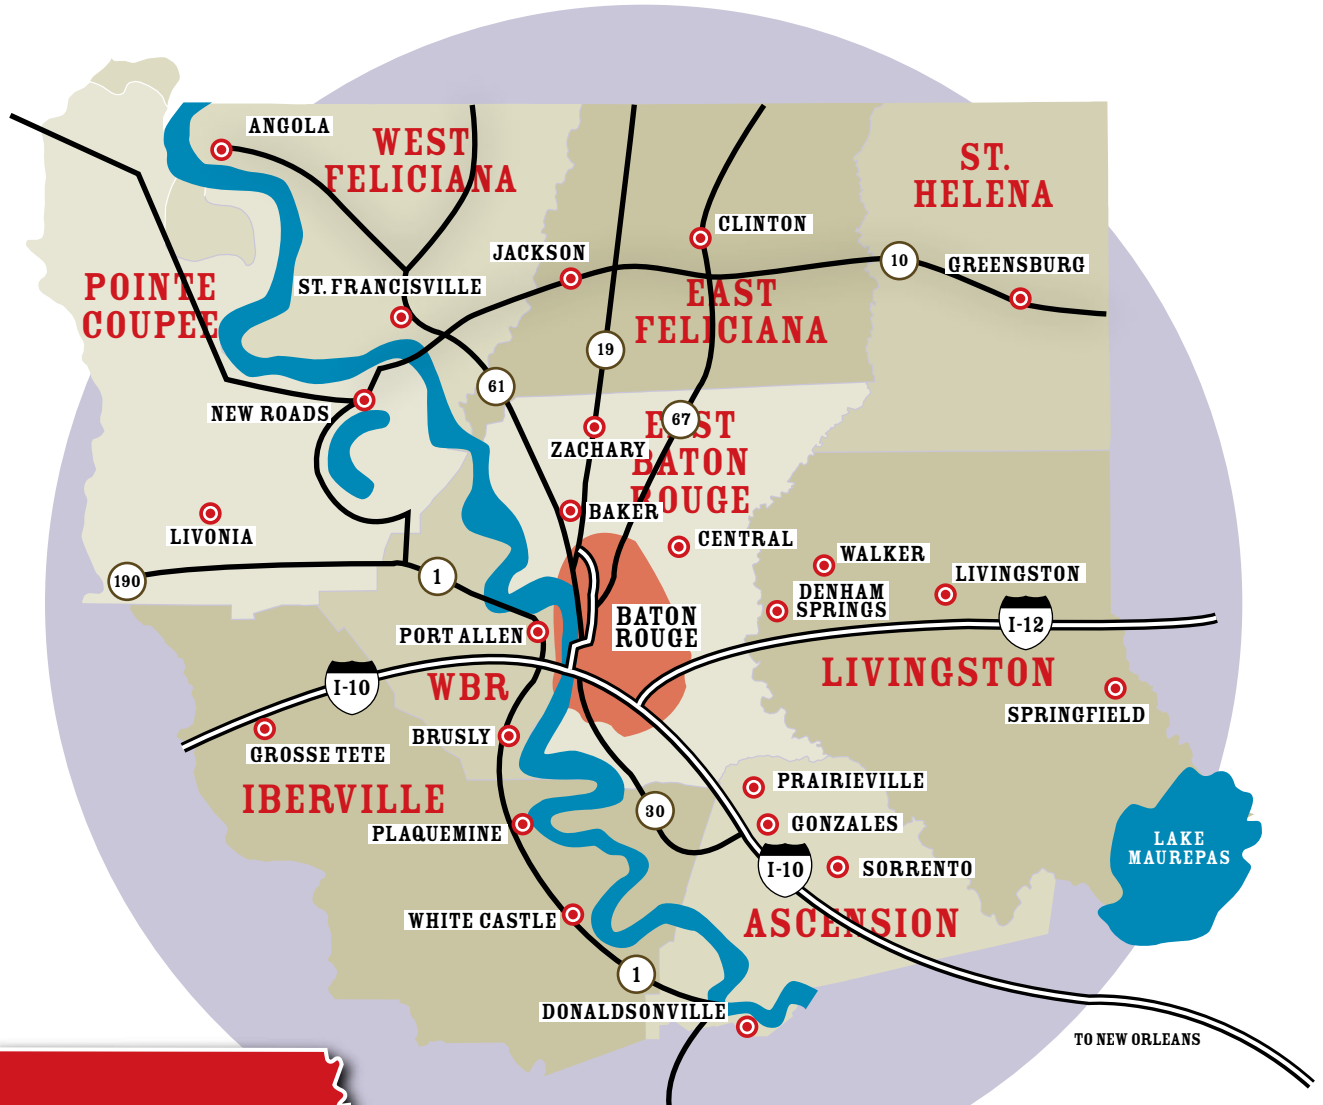 ANGOLA
WEST
FELICIANA
ST.
HELENA
CLINTON
JACKSON
10
GREENSBURG
POINTE
COUPEE
ST. FRANCISVILLE
EAST
FELICIANA
19
61
NEW ROADS
67
EAST
BATON
ROUGE
ZACHARY
BAKER
LIVONIA
CENTRAL
WALKER
190
1
LIVINGSTON
DENHAM
SPRINGS
BATON
ROUGE
PORT ALLEN
I-12
I-10
WBR
LIVINGSTON
SPRINGFIELD
BRUSLY
GROSSE TETE
IBERVILLE
PRAIRIEVILLE
30
GONZALES
PLAQUEMINE
LAKE
MAUREPAS
I-10
SORRENTO
WHITE CASTLE
ASCENSION
1
DONALDSONVILLE
TO NEW ORLEANS